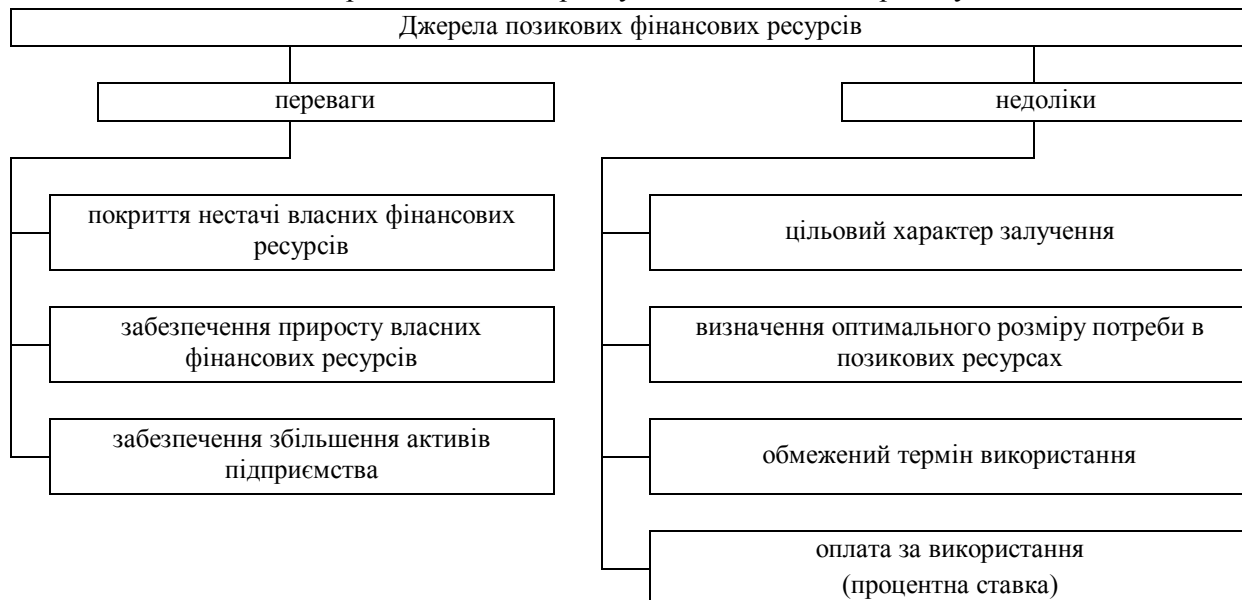 Джерела позикових фінансових ресурсів
переваги
недоліки
покриття нестачі власних фінансових
ресурсів
забезпечення приросту власних
фінансових ресурсів
забезпечення збільшення активів
підприємства
цільовий характер залучення
визначення оптимального розміру потреби в
позикових ресурсах
обмежений термін використання
оплата за використання
(процентна ставка)